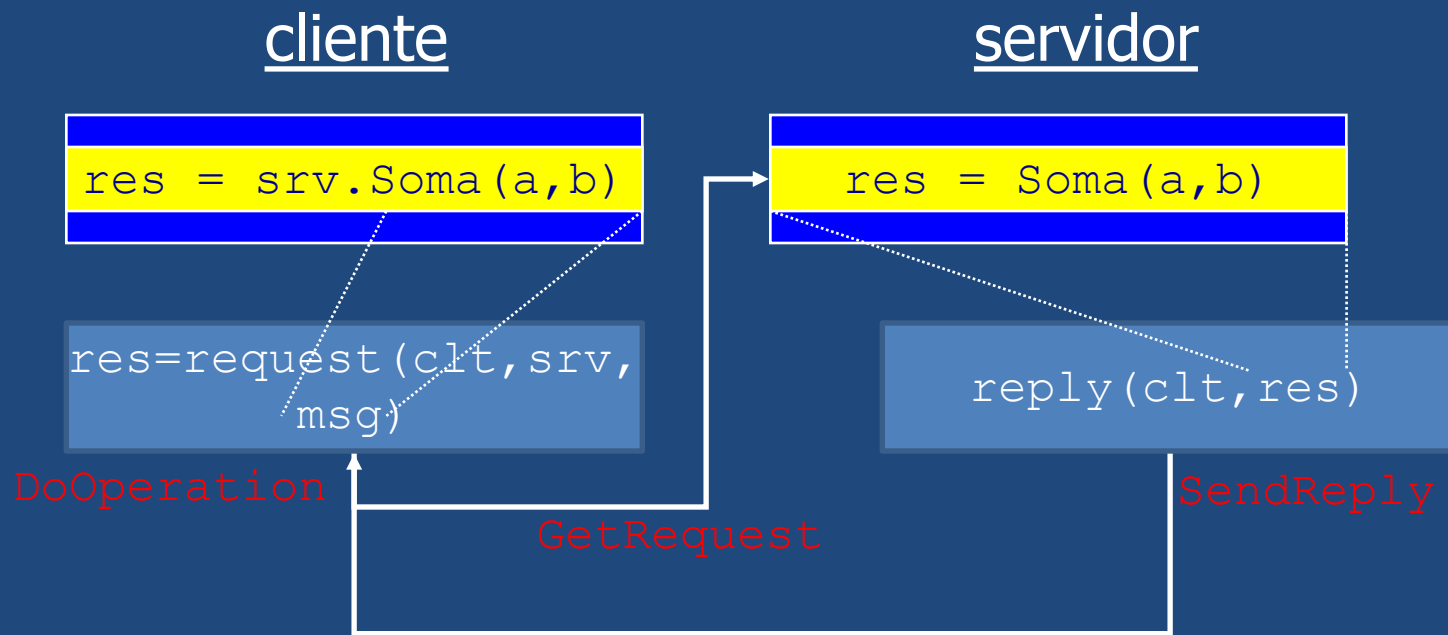 cliente
servidor
res = srv.Soma(a,b)
res = Soma(a,b)
res=request(clt,srv,
msg)
reply(clt,res)
DoOperation
GetRequest
SendReply